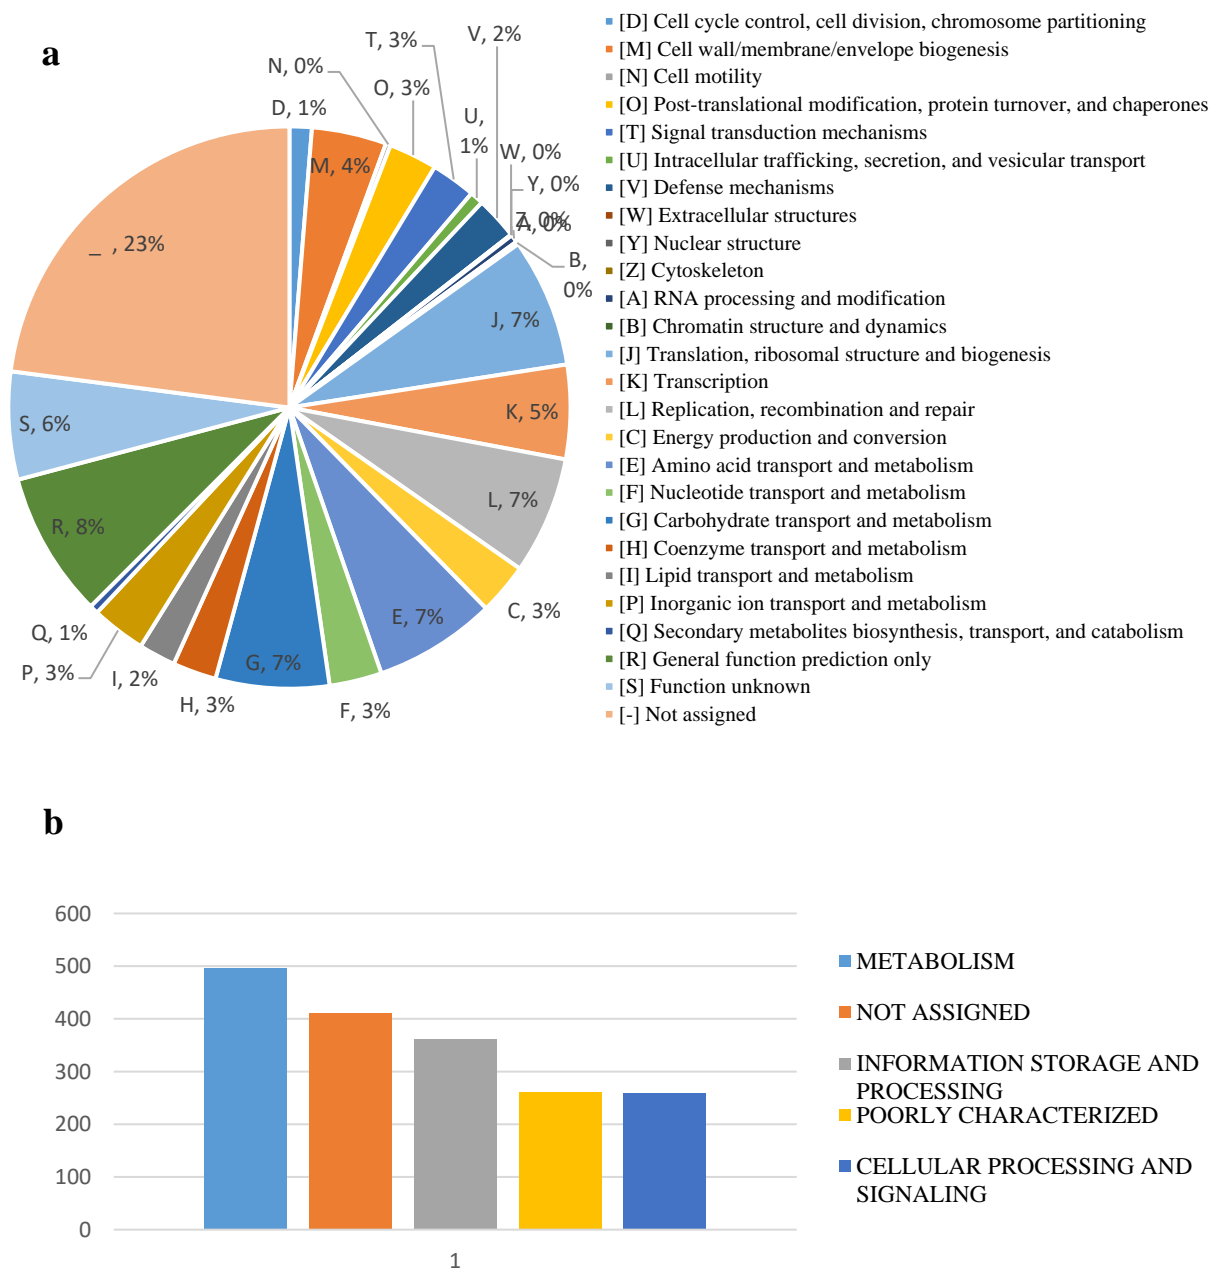 a
D, 1%
M, 4%
N, 0%
O, 3%
T, 3%
U,
1%
V, 2%
W, 0%
Y, 0%
Z, 0%
A, 0%
B,
0%
J, 7%
K, 5%
L, 7%
C, 3%
E, 7%
F, 3%
G, 7%
H, 3%
I, 2%
P, 3%
Q, 1%
R, 8%
S, 6%
_ , 23%
[D] Cell cycle control, cell division, chromosome partitioning
[M] Cell wall/membrane/envelope biogenesis
[N] Cell motility
[O] Post-translational modification, protein turnover, and chaperones
[T] Signal transduction mechanisms
[U] Intracellular trafficking, secretion, and vesicular transport
[V] Defense mechanisms
[W] Extracellular structures
[Y] Nuclear structure
[Z] Cytoskeleton
[A] RNA processing and modification
[B] Chromatin structure and dynamics
[J] Translation, ribosomal structure and biogenesis
[K] Transcription
[L] Replication, recombination and repair
[C] Energy production and conversion
[E] Amino acid transport and metabolism
[F] Nucleotide transport and metabolism
[G] Carbohydrate transport and metabolism
[H] Coenzyme transport and metabolism
[I] Lipid transport and metabolism
[P] Inorganic ion transport and metabolism
[Q] Secondary metabolites biosynthesis, transport, and catabolism
[R] General function prediction only
[S] Function unknown
[-] Not assigned
b
600
500
400
300
200
100
0
1
METABOLISM
NOT ASSIGNED
INFORMATION STORAGE AND
PROCESSING
POORLY CHARACTERIZED
CELLULAR PROCESSING AND
SIGNALING